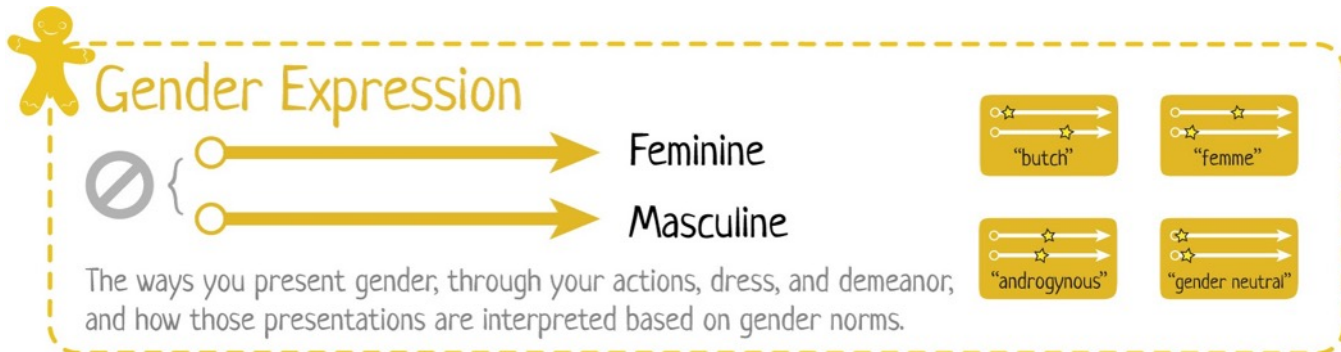 Gender Expression
Feminine
Masculine
The ways you present gender, through your actions, dress, and demeanor,
and how those presentations are interpreted based on gender norms.
“butch”
“femme”
“androgynous”
“gender neutral”